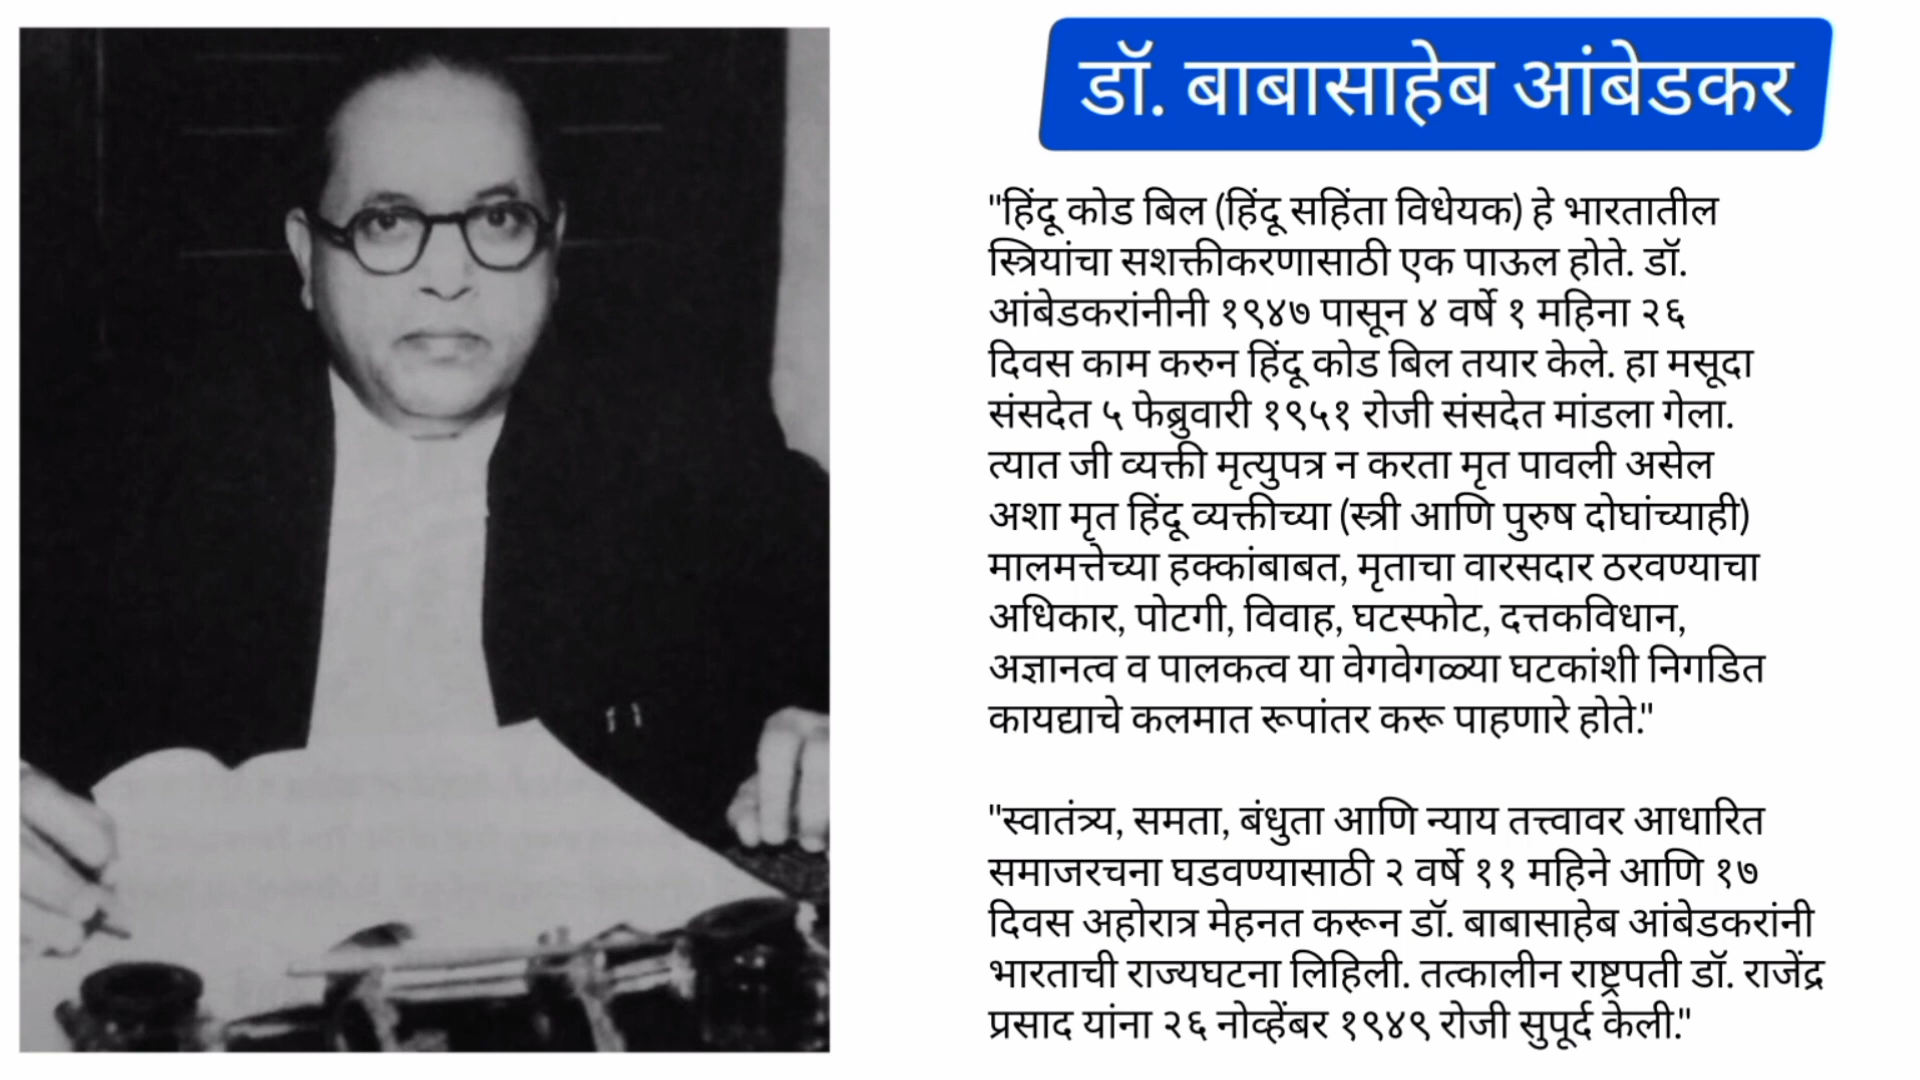 डॉ. बाबासाहेब आंबेडकर
"हिंदू कोड बिल (हिंदू सहिंता विधेयक) हे भारतातील
स्त्रियांचा सशक्तीकरणासाठी एक पाऊल होते. डॉ.
आंबेडकरांनीनी १९४७ पासून ४ वर्षे १ महिना २६
दिवस काम करुन हिंदू कोड बिल तयार केले. हा मसूदा
संसदेत ५ फेब्रुवारी १९५१ रोजी संसदेत मांडला गेला.
त्यात जी व्यक्ती मृत्युपत्र न करता मृत पावली असेल
अशा मृत हिंदू व्यक्तीच्या (स्त्री आणि पुरुष दोघांच्याही)
मालमत्तेच्या हक्कांबाबत, मृताचा वारसदार ठरवण्याचा
अधिकार, पोटगी, विवाह, घटस्फोट, दत्तकविधान,
अज्ञानत्व व पालकत्व या वेगवेगळ्या घटकांशी निगडित
कायद्याचे कलमात रूपांतर करू पाहणारे होते."
"स्वातंत्र्य, समता, बंधुता आणि न्याय तत्त्वावर आधारित
समाजरचना घडवण्यासाठी २ वर्षे ११ महिने आणि १७
दिवस अहोरात्र मेहनत करून डॉ. बाबासाहेब आंबेडकरांनी
भारताची राज्यघटना लिहिली. तत्कालीन राष्ट्रपती डॉ. राजेंद्र
प्रसाद यांना २६ नोव्हेंबर १९४९ रोजी सुपूर्द केली."